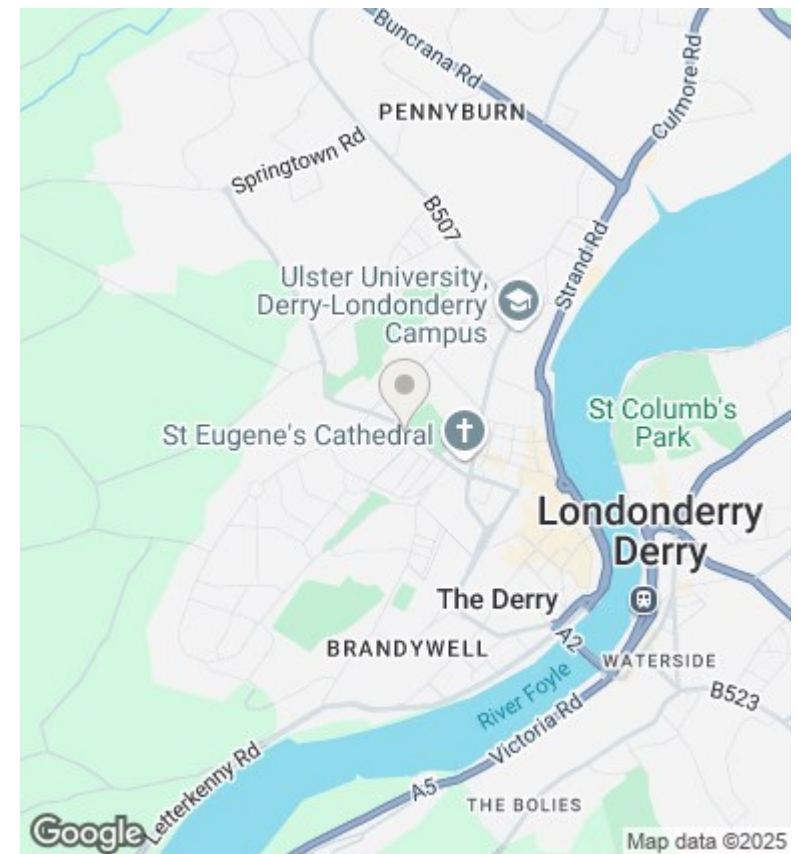 Buncrana Rd
Culmore Rd
PENNYBURN
Springtown Rd
B507
Strand Rd
Ulster University,
Derry-Londonderry
Campus
St Columb's
Park
St Eugene's Cathedral
Londonderry
Derry
The Derry
A2
BRANDYWELL
WATERSIDE
B523
River Foyle
Victoria Rd
Letterkenny Rd
A5
THE BOLIES
Google
Map data ©2025